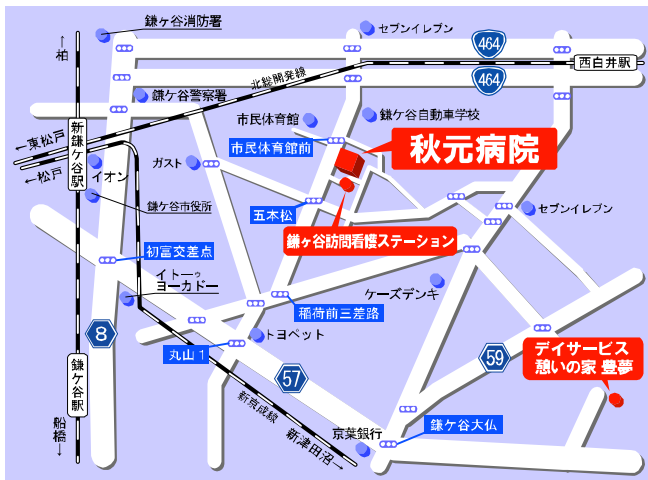 鎌ヶ谷消防署
セブンイレブン
464
↑柏
西白井駅
464
北総開発線
鎌ケ谷警察署
市民体育館
鎌ケ谷自動車学校
←東松戸
新鎌ケ谷駅
市民体育館前
秋元病院
←松戸
イオン
ガスト
鎌ケ谷市役所
五本松
セブンイレブン
鎌ヶ谷訪問看護ステーション
初富交差点
イトーゥ
ヨーカドー
ケーズデンキ
稲荷前三差路
8
トヨペット
丸山1
デイサービス
憩いの家 豊夢
59
57
鎌ケ谷駅
新京成線
船橋↓
京葉銀行
鎌ケ谷大仏
新津田沼→